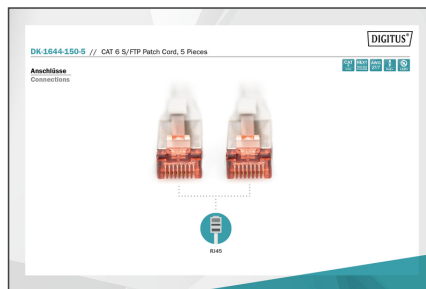 DIGITUS®
DK-1644-150-5 // CAT 6 S/FTP Patch Cord, 5 Pieces
Anschlüsse
Connections
RJ45